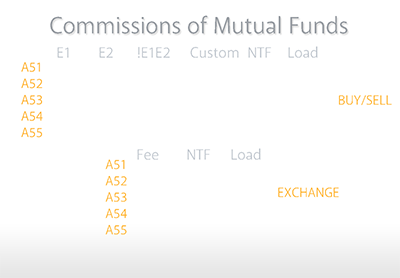 Commissions of Mutual Funds
E1 E2 !E1E2 Custom NTF Load
A51
A52
A53 BUY/SELL
A54
A55
Fee NTF Load
A51
A52
A53 EXCHANGE
A54
A55